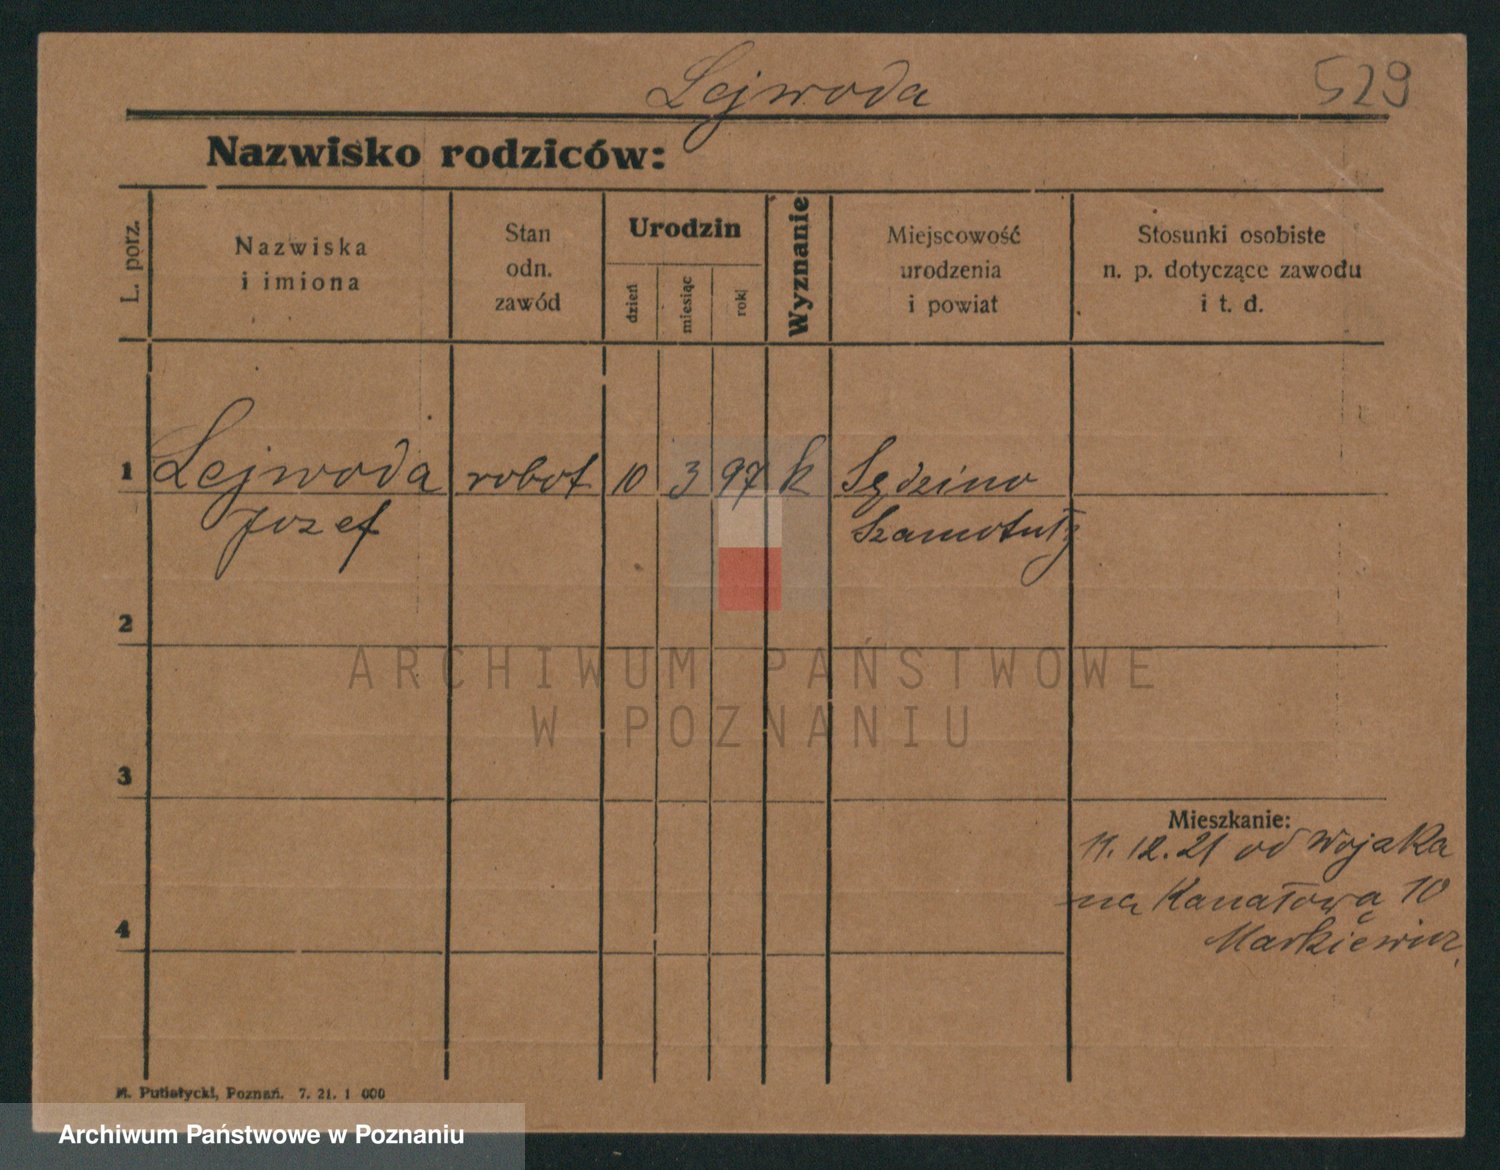 Lejwoda
529
Nazwisko rodziców:
L. porz.
Nazwiska
i imiona
Stan
odn.
zawód
Urodzin
dzień
miesiąc
rok
Wyznanie
Miejscowość
urodzenia
i powiat
Stosunki osobiste
n. p. dotyczące zawodu
i t. d.
1 Lejwoda robot 10 3 97 k Sędzino
Jozef Szamotuły
2
3
4
Mieszkanie:
11.12.21 od Wojaka
na Kanałową 10
Markiewicz
M. Putiatycki, Poznań. 7. 21. 1 000
ARCHIWUM PAŃSTWOWE
W POZNANIU
Archiwum Państwowe w Poznaniu